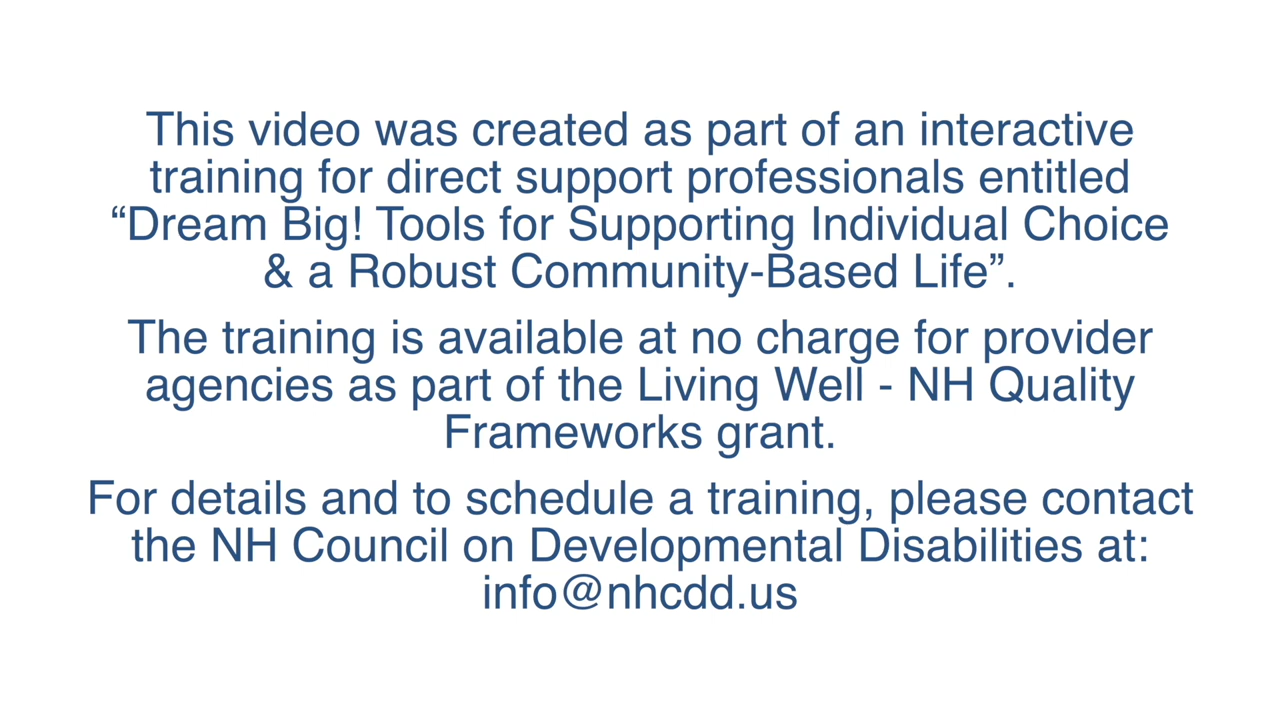 This video was created as part of an interactive
training for direct support professionals entitled
“Dream Big! Tools for Supporting Individual Choice
& a Robust Community-Based Life”.
The training is available at no charge for provider
agencies as part of the Living Well - NH Quality
Frameworks grant.
For details and to schedule a training, please contact
the NH Council on Developmental Disabilities at:
info@nhcdd.us